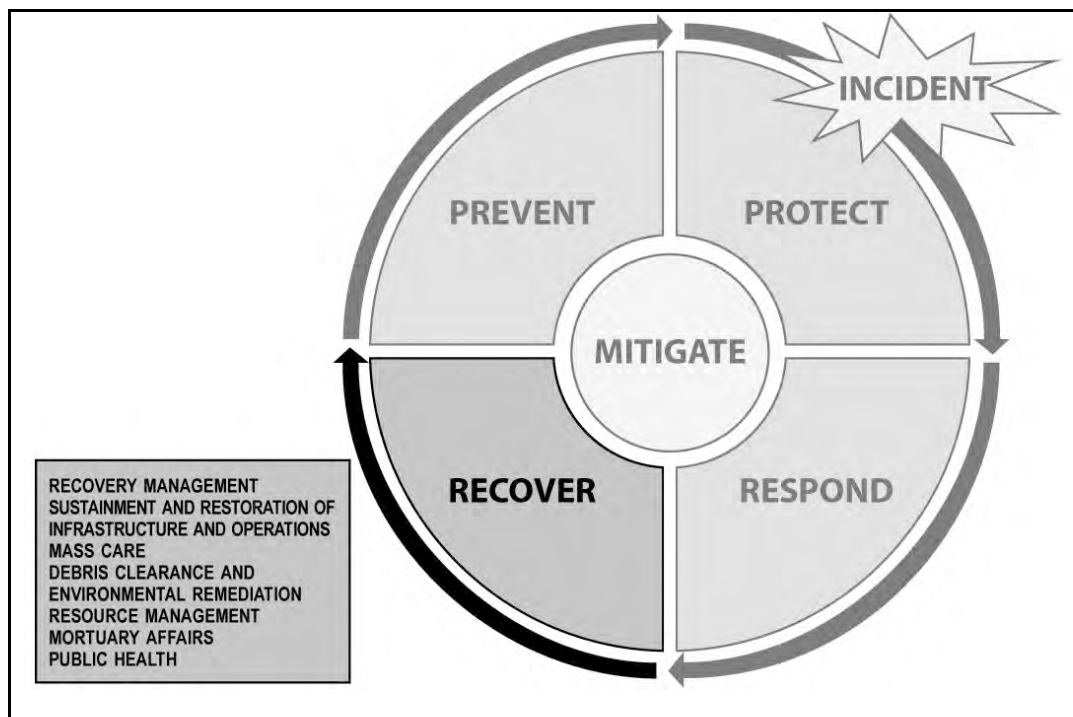 INCIDENT
PREVENT
PROTECT
MITIGATE
RECOVER
RESPOND
RECOVERY MANAGEMENT
SUSTAINMENT AND RESTORATION OF
INFRASTRUCTURE AND OPERATIONS
MASS CARE
DEBRIS CLEARANCE AND
ENVIRONMENTAL REMEDIATION
RESOURCE MANAGEMENT
MORTUARY AFFAIRS
PUBLIC HEALTH